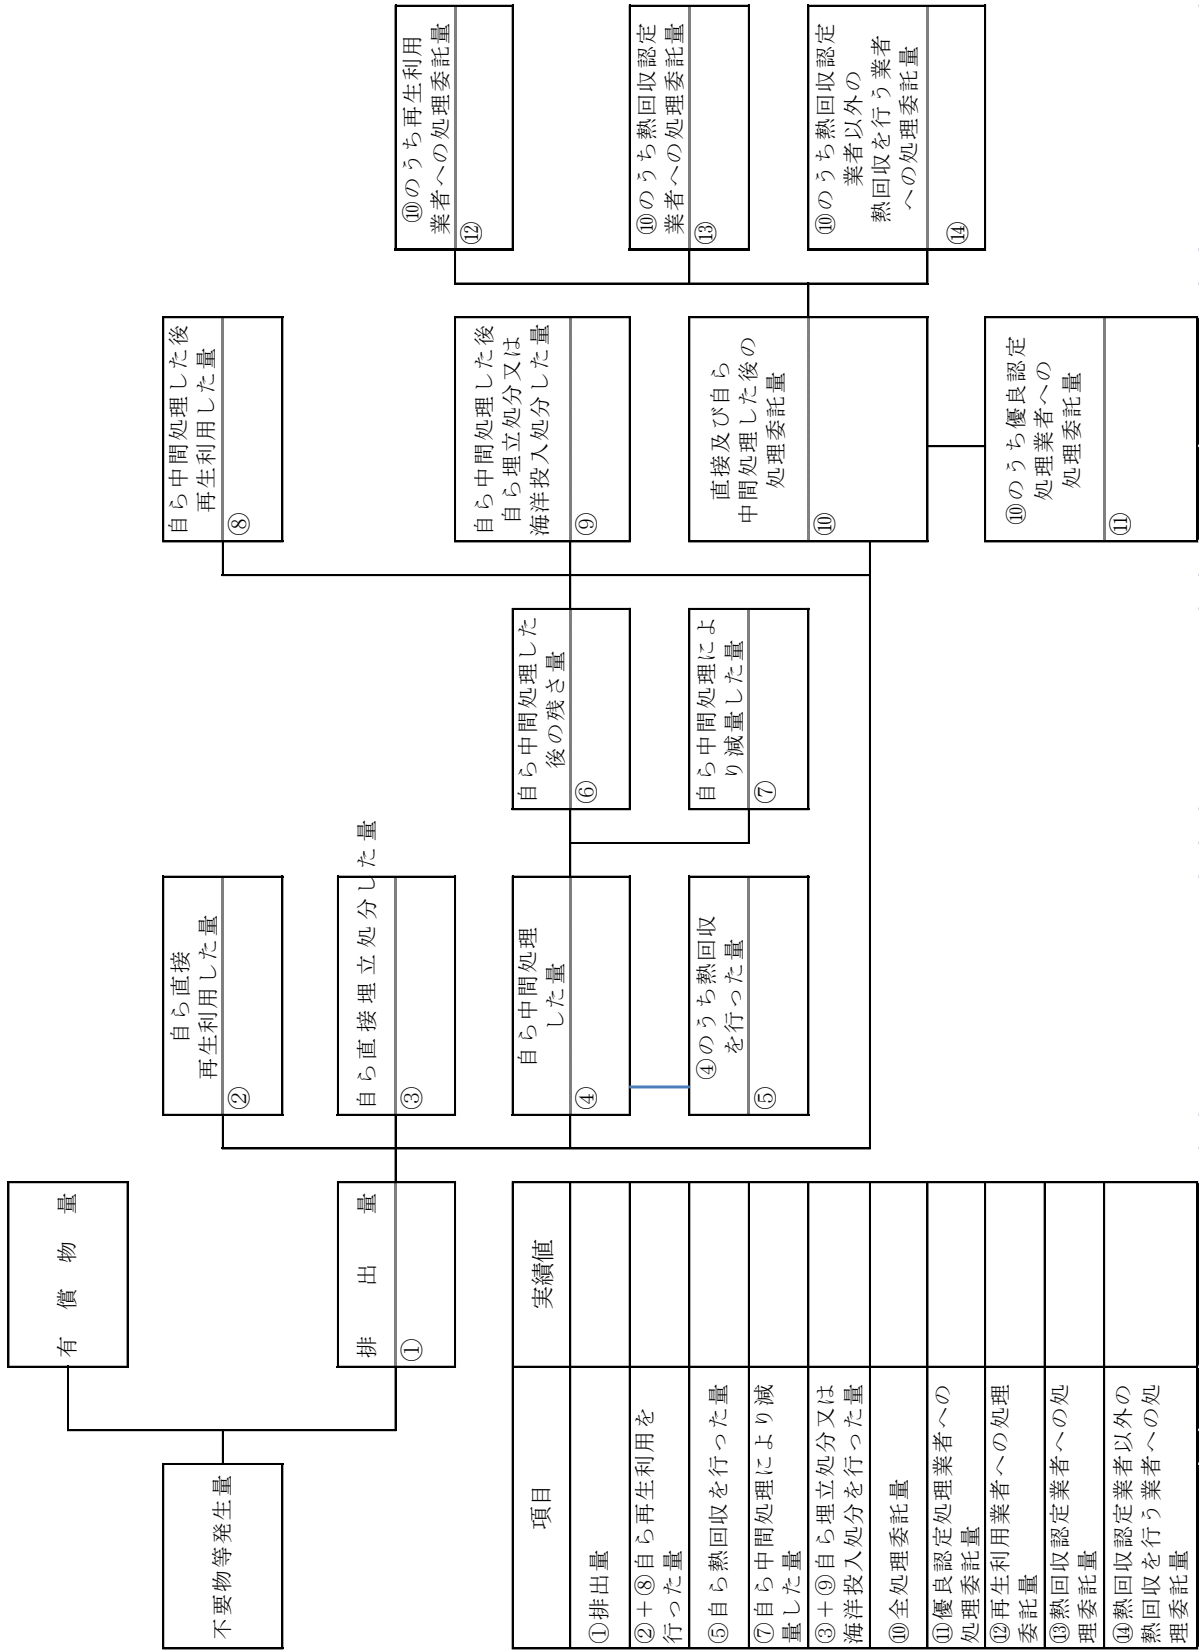 不要物等発生量
有償物量
排出量
①
自ら直接
再生利用した量
②
自ら直接埋立処分した量
③
自ら中間処理
した量
④
④のうち熱回収
を行った量
⑤
自ら中間処理した
後の残さ量
⑥
自ら中間処理によ
り減量した量
⑦
自ら中間処理した後
再生利用した量
⑧
自ら中間処理した後
自ら埋立処分又は
海洋投入処分した量
⑨
直接及び自ら
中間処理した後の
処理委託量
⑩
⑩のうち優良認定
処理業者への
処理委託量
⑪
⑩のうち再生利用
業者への処理委託量
⑫
⑩のうち熱回収認定
業者への処理委託量
⑬
⑩のうち熱回収認定
業者以外の
熱回収を行う業者
への処理委託量
⑭
項目
実績値
①排出量
②+⑧自ら再生利用を
行った量
⑤自ら熱回収を行った量
⑦自ら中間処理により減
量した量
③+⑨自ら埋立処分又は
海洋投入処分を行った量
⑩全処理委託量
⑪優良認定処理業者への
処理委託量
⑫再生利用業者への処理
委託量
⑬熱回収認定業者への処
理委託量
⑭熱回収認定業者以外の
熱回収を行う業者への処
理委託量